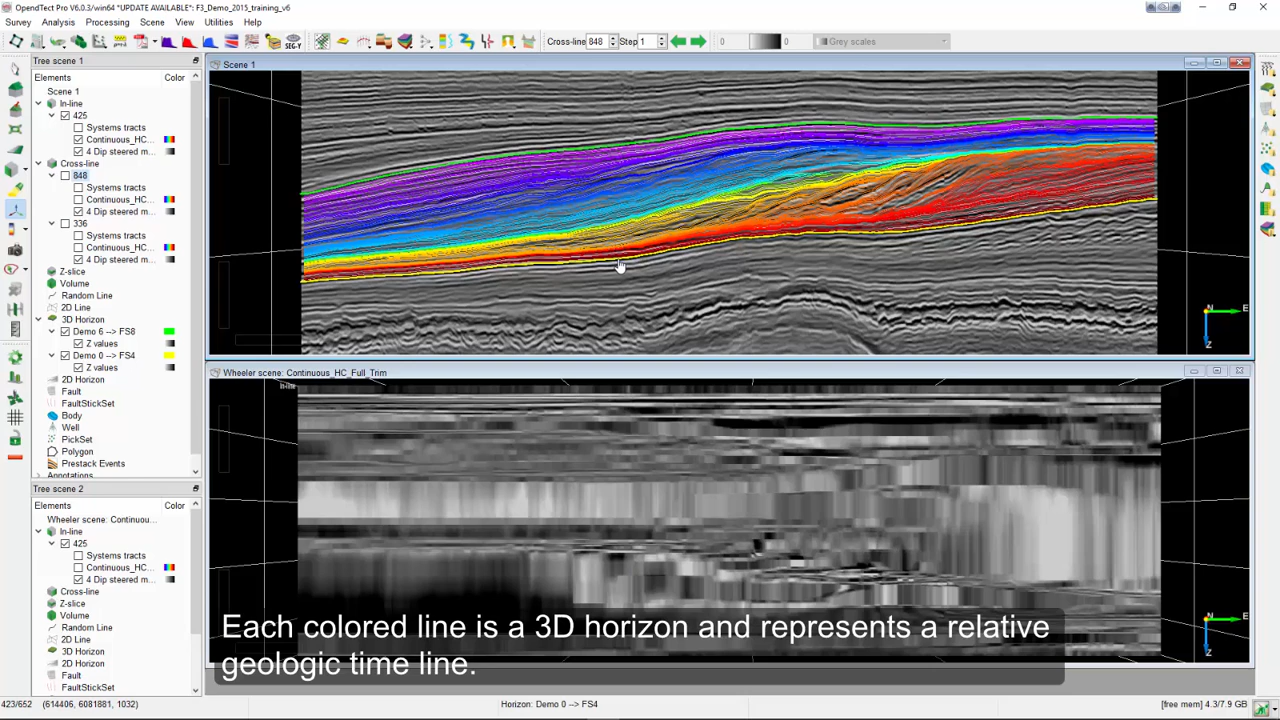 OpendTect Pro V6.0.3/win64 *UPDATE AVAILABLE*: F3_Demo_2015_training_v6
Survey Analysis Processing Scene View Utilities Help
SEG-Y
Cross-line 848 Step 1
0 0 Grey scales
Tree scene 1
Elements Color
Scene 1
In-line
425
Systems tracts
Continuous_HC...
4 Dip steered m...
Cross-line
848
Systems tracts
Continuous_HC...
4 Dip steered m...
336
Systems tracts
Continuous_HC...
4 Dip steered m...
Z-slice
Volume
Random Line
2D Line
3D Horizon
Demo 6 --> FS8
Z values
Demo 0 --> FS4
Z values
2D Horizon
Fault
FaultStickSet
Body
Well
PickSet
Polygon
Prestack Events
Annotations
Tree scene 2
Elements Color
Wheeler scene: Continuou...
In-line
425
Systems tracts
Continuous_HC...
4 Dip steered m...
Cross-line
Z-slice
Volume
Random Line
2D Line
3D Horizon
2D Horizon
Fault
FaultStickSet
Scene 1
N
E
Z
Wheeler scene: Continuous_HC_Full_Trim
N
E
Z
Each colored line is a 3D horizon and represents a relative
geologic time line.
423/652 (614406, 6081881, 1032) Horizon: Demo 0 --> FS4 [free mem] 4.3/7.9 GB